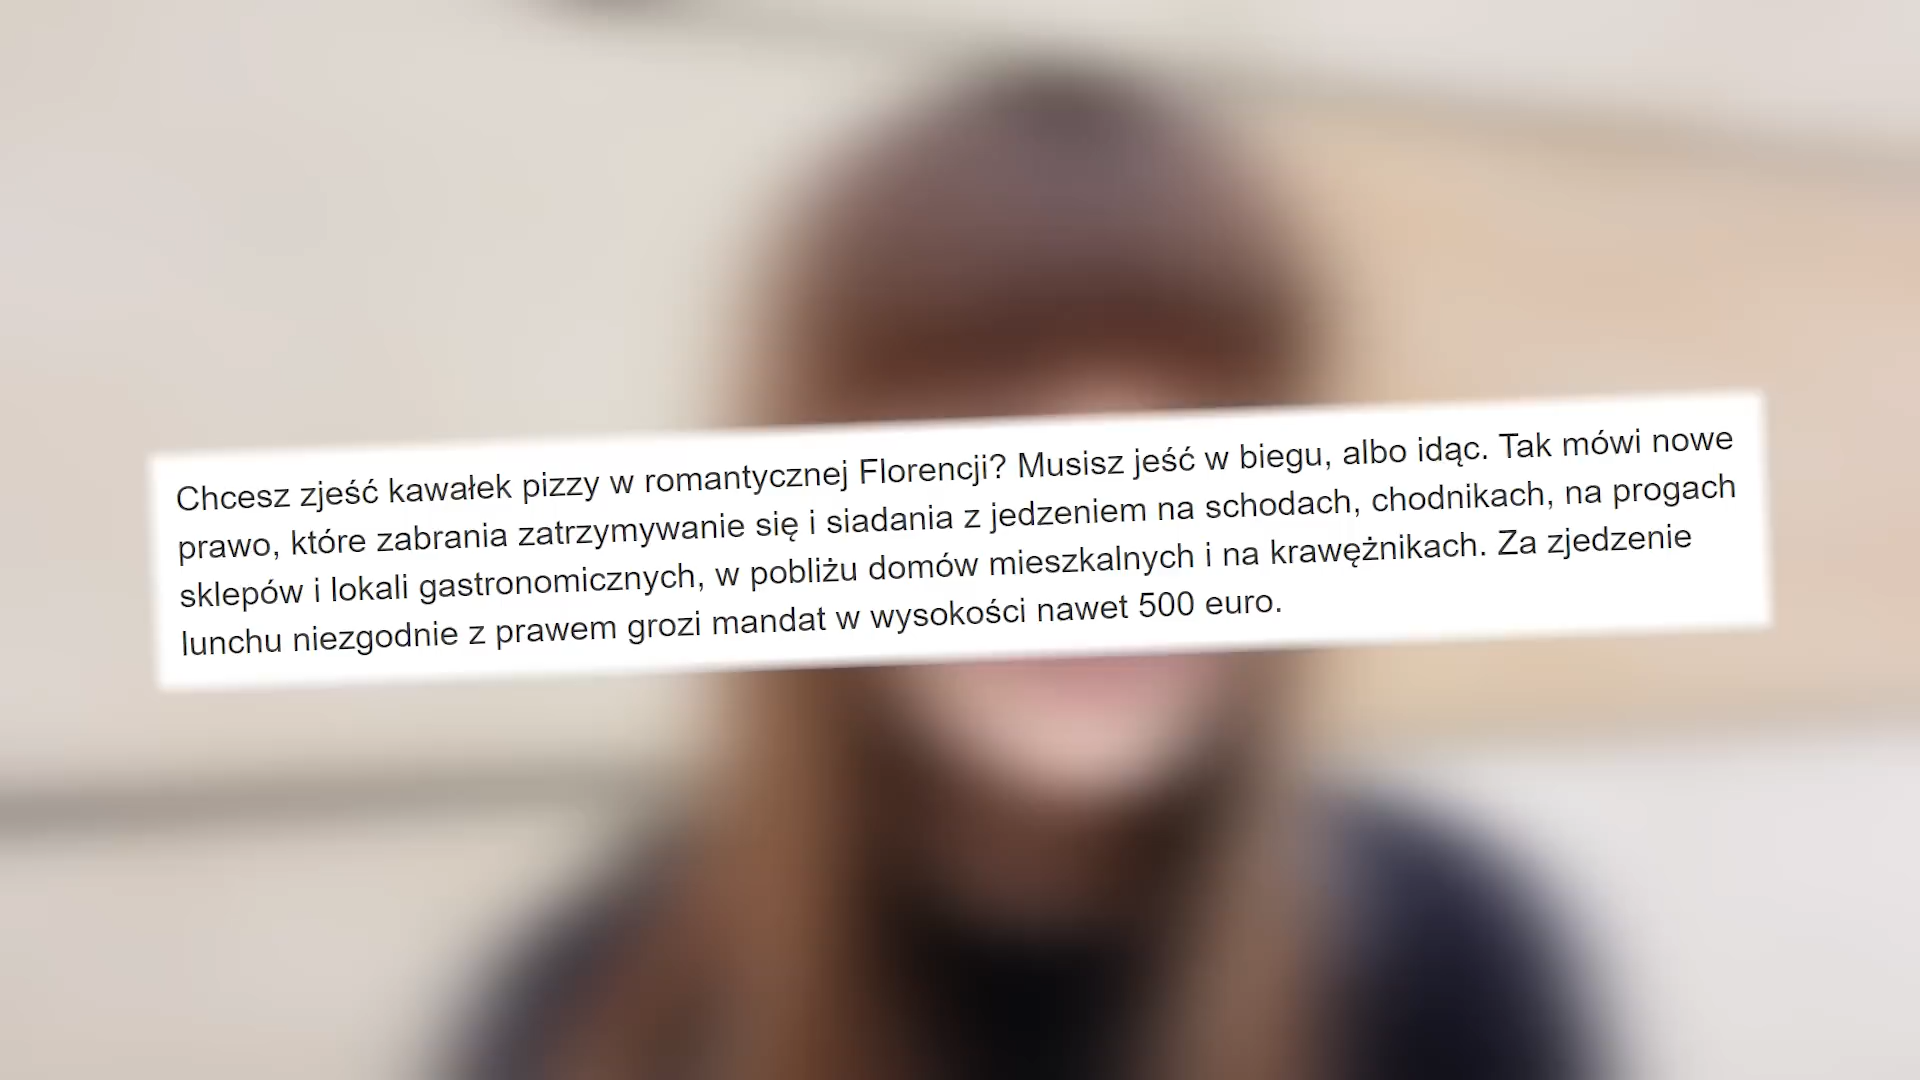 Chcesz zjeść kawałek pizzy w romantycznej Florencji? Musisz jeść w biegu, albo idąc. Tak mówi nowe
prawo, które zabrania zatrzymywanie się i siadania z jedzeniem na schodach, chodnikach, na progach
sklepów i lokali gastronomicznych, w pobliżu domów mieszkalnych i na krawężnikach. Za zjedzenie
lunchu niezgodnie z prawem grozi mandat w wysokości nawet 500 euro.